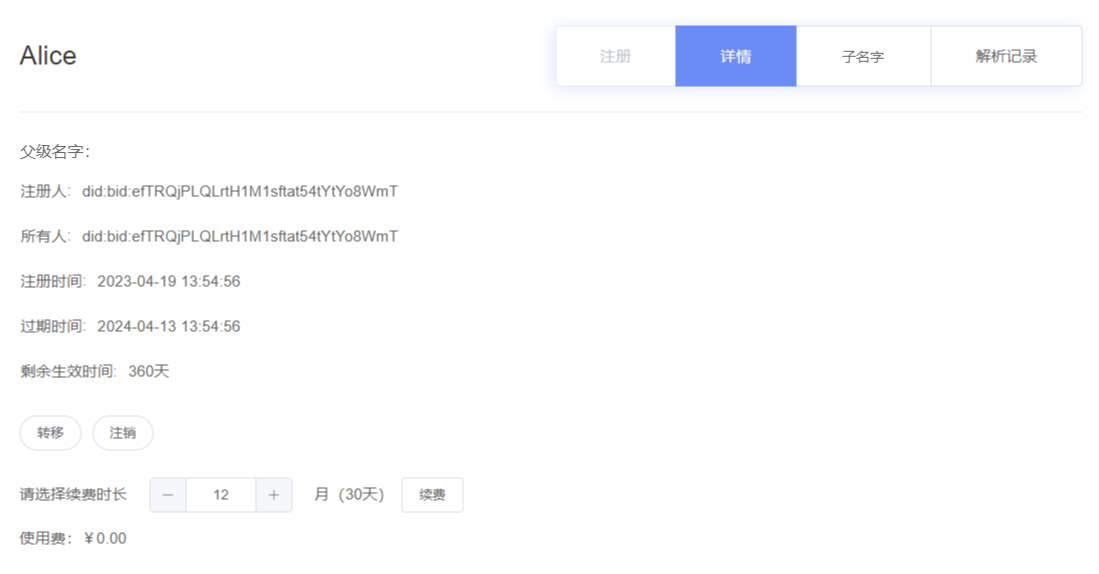 Alice
注册 详情 子名字 解析记录
父级名字：
注册人: did:bid:efTRQjPLQLrtH1M1sftat54tYtYo8WmT
所有人: did:bid:efTRQjPLQLrtH1M1sftat54tYtYo8WmT
注册时间: 2023-04-19 13:54:56
过期时间: 2024-04-13 13:54:56
剩余生效时间: 360天
转移 注销
请选择续费时长 − 12 + 月（30天） 续费
使用费：￥0.00